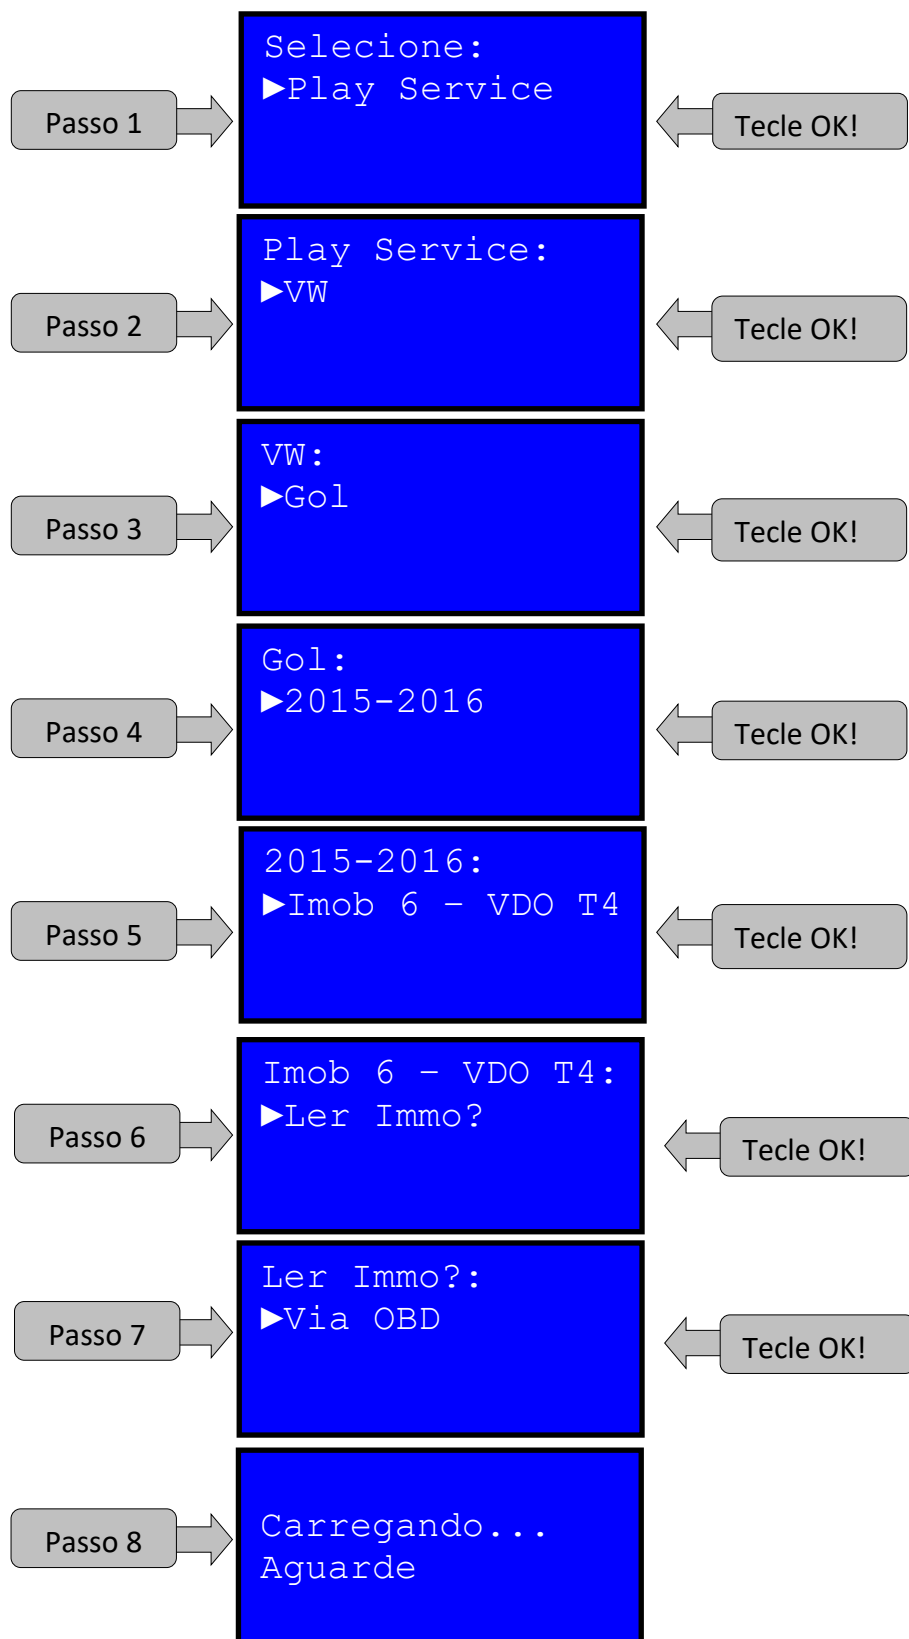 Selecione:
►Play Service
Passo 1
Tecle OK!
Play Service:
►VW
Passo 2
Tecle OK!
VW:
►Gol
Passo 3
Tecle OK!
Gol:
►2015-2016
Passo 4
Tecle OK!
2015-2016:
►Imob 6 – VDO T4
Passo 5
Tecle OK!
Imob 6 – VDO T4:
►Ler Immo?
Passo 6
Tecle OK!
Ler Immo?:
►Via OBD
Passo 7
Tecle OK!
Carregando...
Passo 8
Aguarde